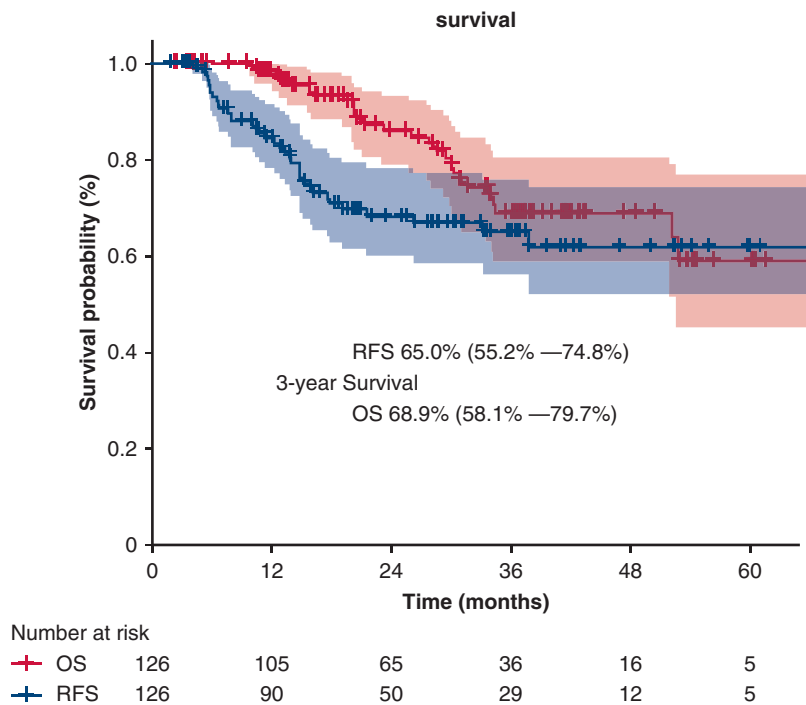 survival
Survival probability (%)
1.0
0.8
0.6
0.4
0.2
0
RFS 65.0% (55.2% —74.8%)
3-year Survival
OS 68.9% (58.1% —79.7%)
0 12 24 36 48 60
Time (months)
Number at risk
OS 126 105 65 36 16 5
RFS 126 90 50 29 12 5